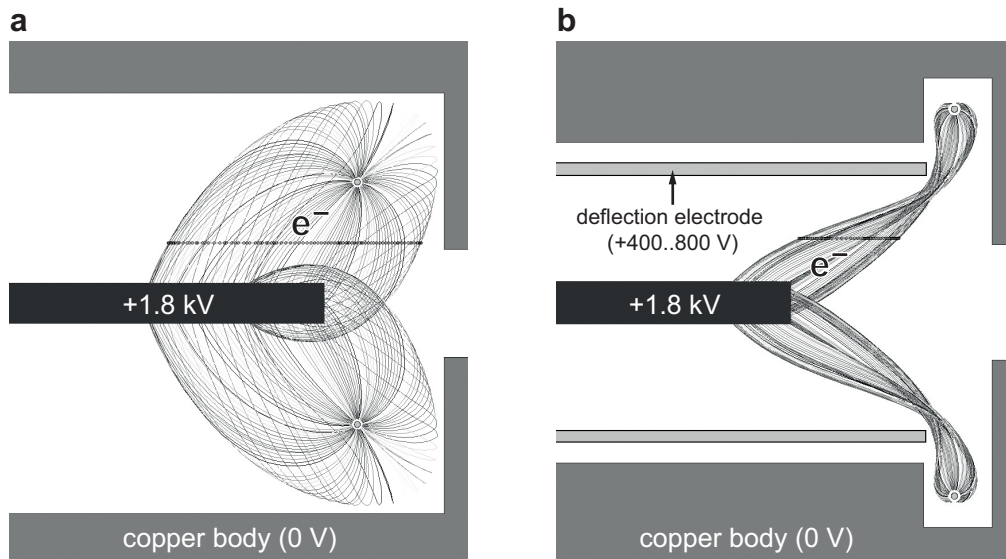 a
e⁻
+1.8 kV
copper body (0 V)
b
deflection electrode
(+400..800 V)
e⁻
+1.8 kV
copper body (0 V)